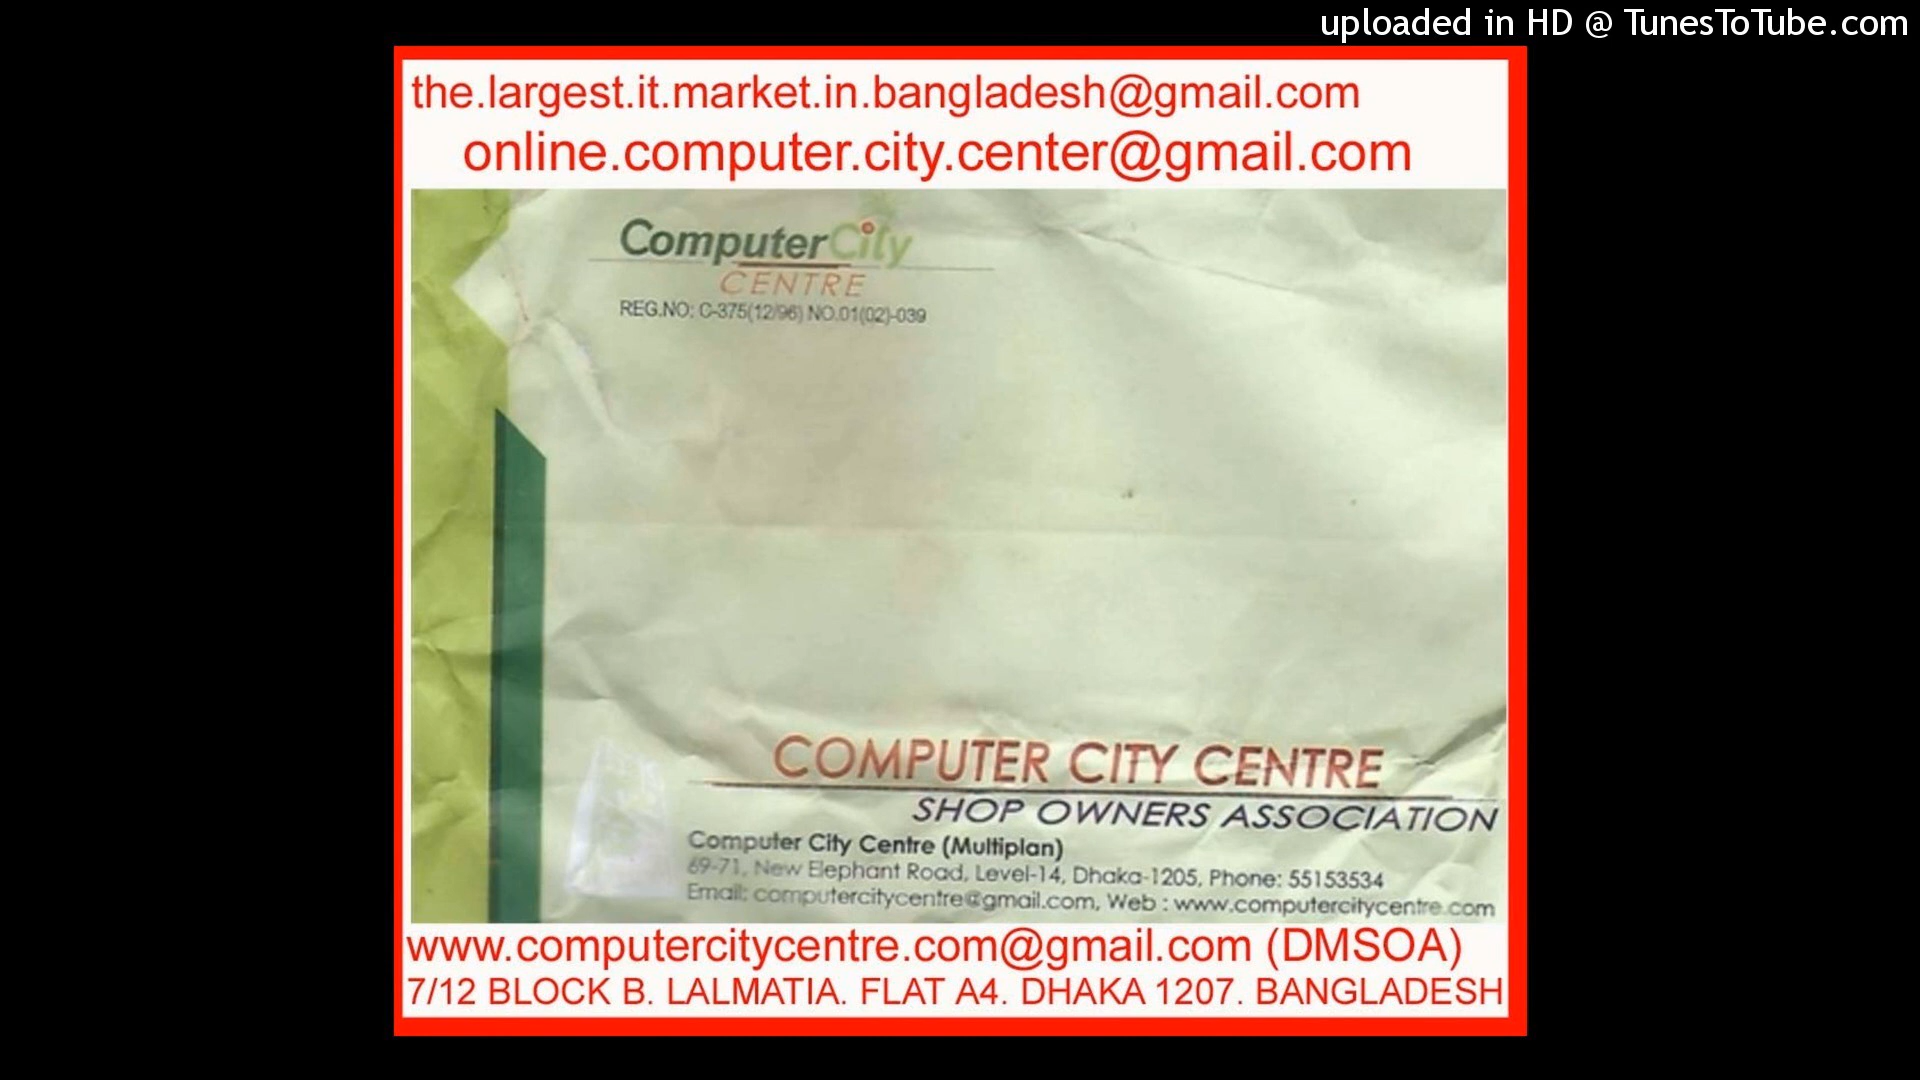 uploaded in HD @ TunesToTube.com
the.largest.it.market.in.bangladesh@gmail.com
online.computer.city.center@gmail.com
ComputerCity
CENTRE
REG.NO: C-375(12/96) NO.01(02)-039
COMPUTER CITY CENTRE
SHOP OWNERS ASSOCIATION
Computer City Centre (Multiplan)
69-71, New Elephant Road, Level-14, Dhaka-1205, Phone: 55153534
Email: computercitycentre@gmail.com, Web : www.computercitycentre.com
www.computercitycentre.com@gmail.com (DMSOA)
7/12 BLOCK B. LALMATIA. FLAT A4. DHAKA 1207. BANGLADESH